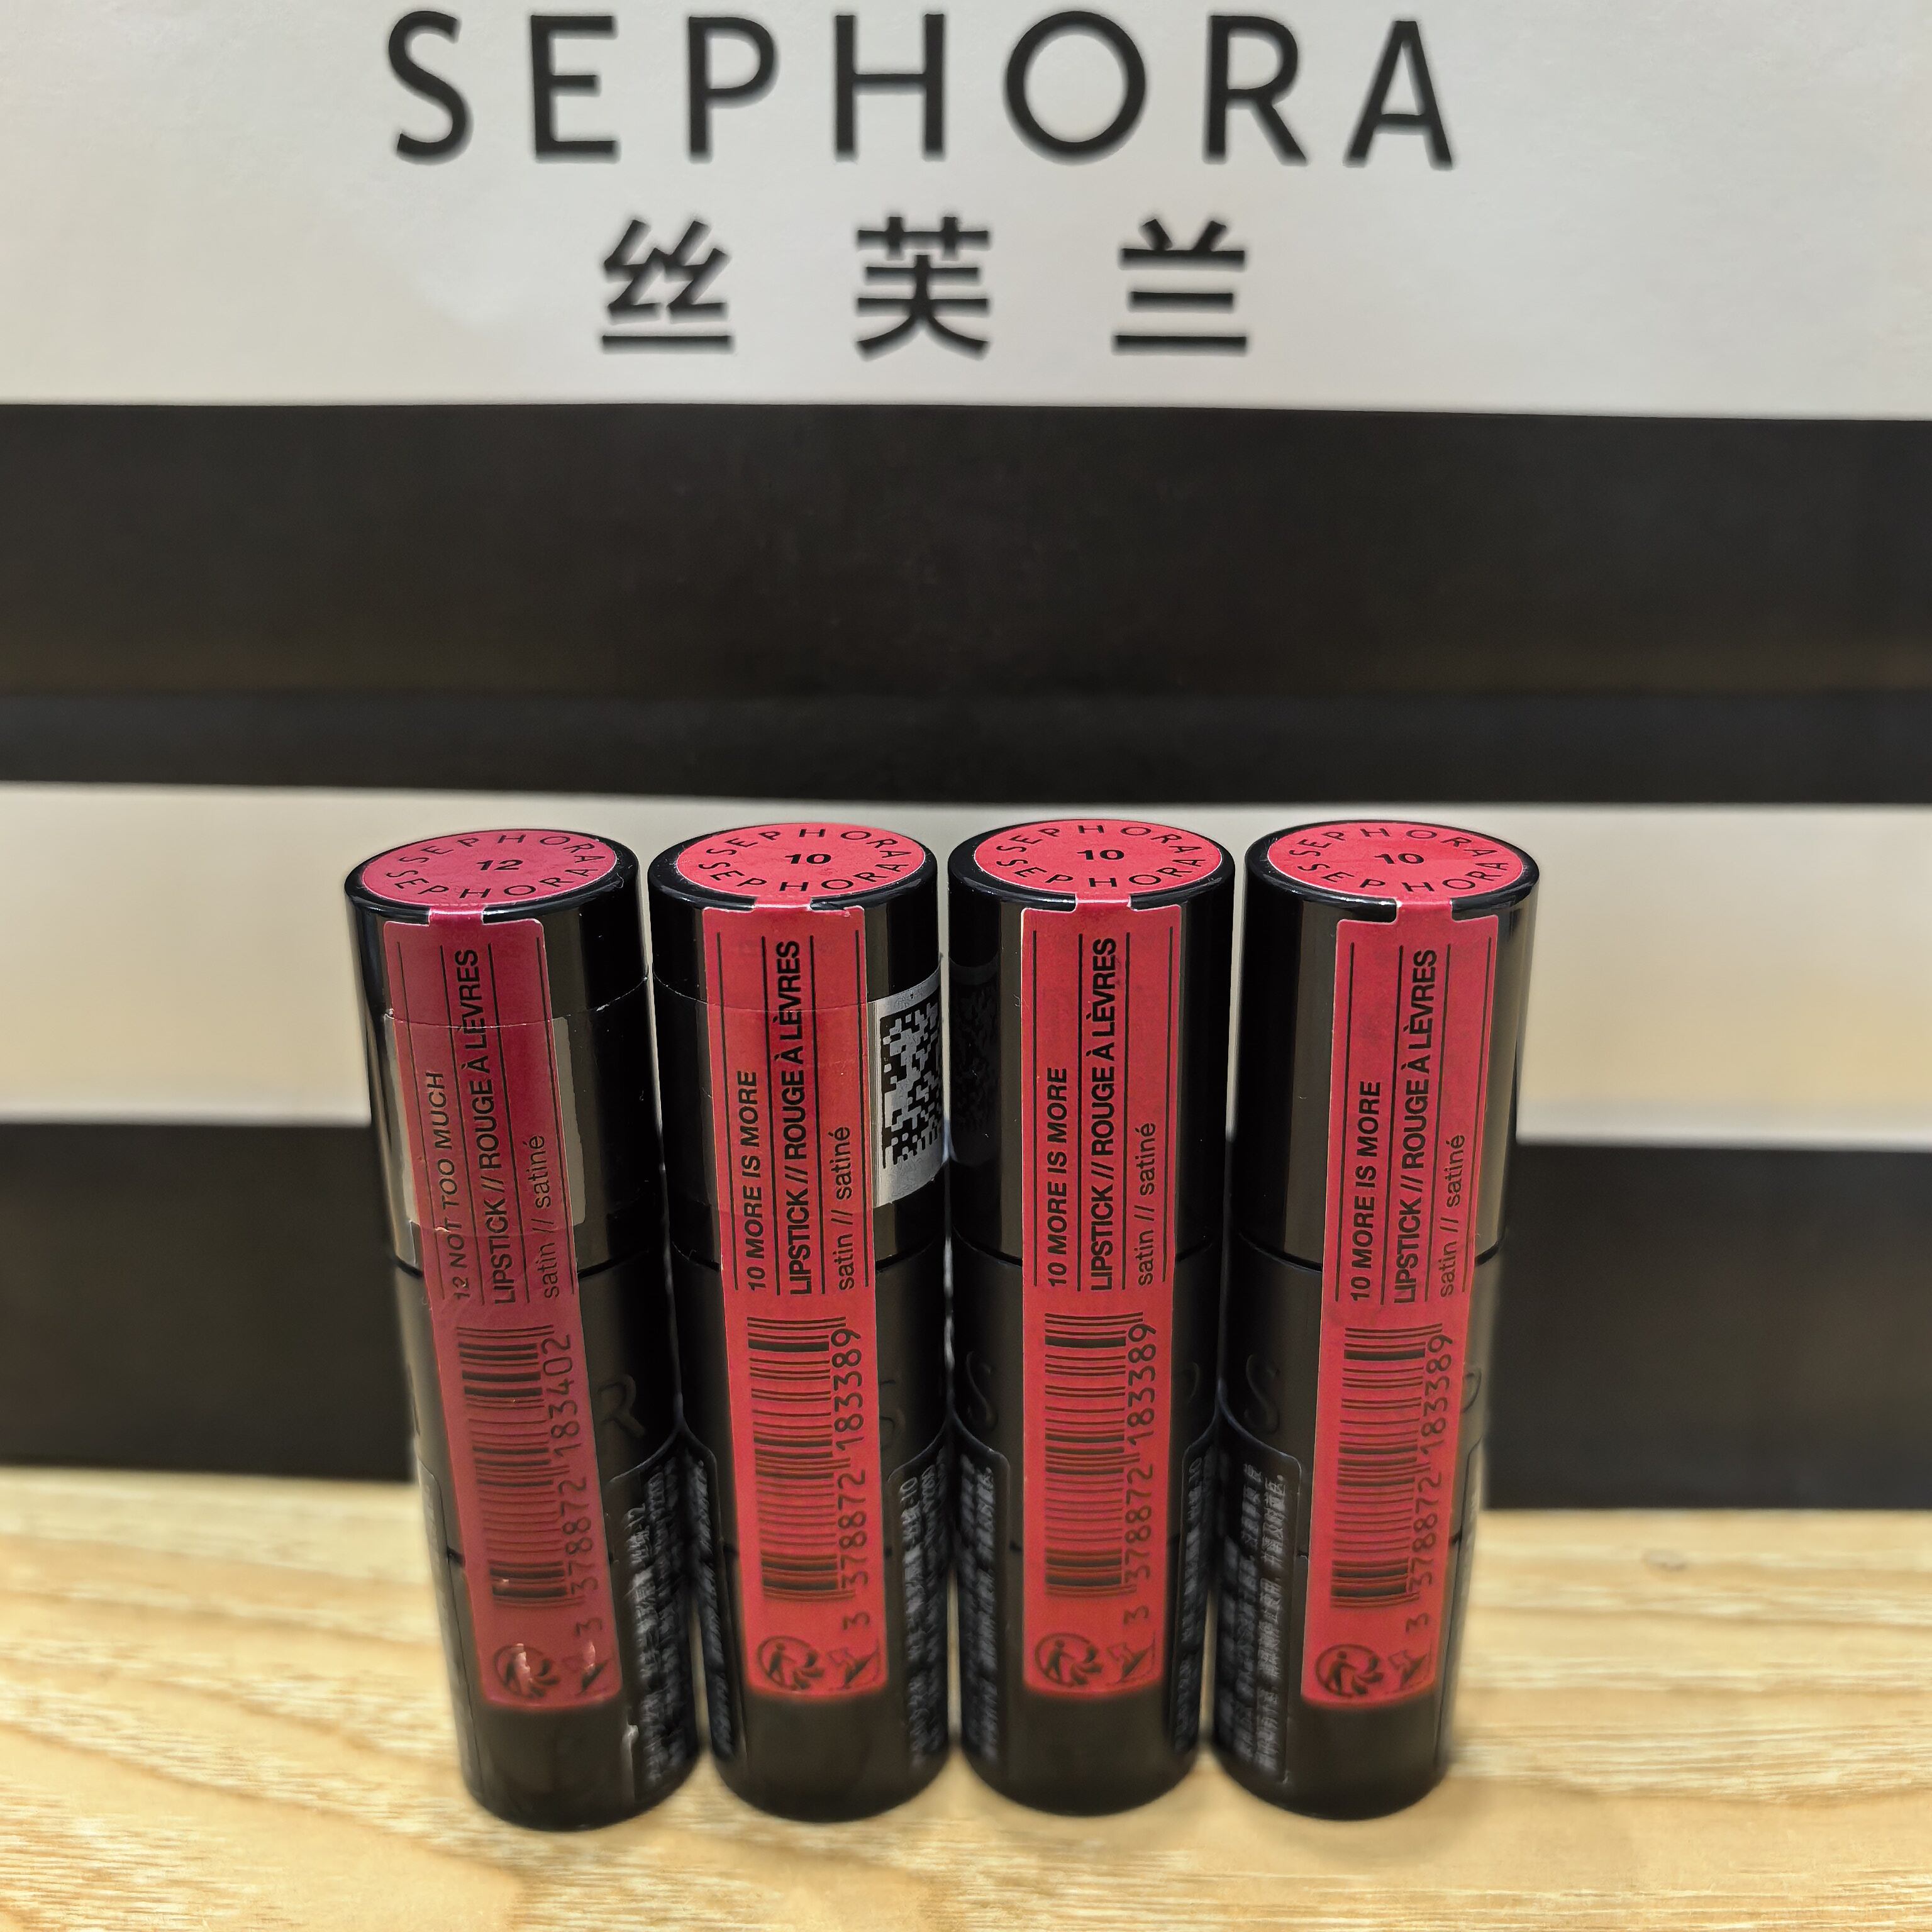 SEPHORA
丝芙兰
SEPHORA
12
SEPHORA
12 NOT TOO MUCH
LIPSTICK // ROUGE À LÈVRES
satin // satiné
3 378872 183402
R
SEPHORA
10
SEPHORA
10 MORE IS MORE
LIPSTICK // ROUGE À LÈVRES
satin // satiné
3 378872 183389
S
SEPHORA
10
SEPHORA
10 MORE IS MORE
LIPSTICK // ROUGE À LÈVRES
satin // satiné
3 378872 183389
S
SEPHORA
10
SEPHORA
10 MORE IS MORE
LIPSTICK // ROUGE À LÈVRES
satin // satiné
3 378872 183389
S